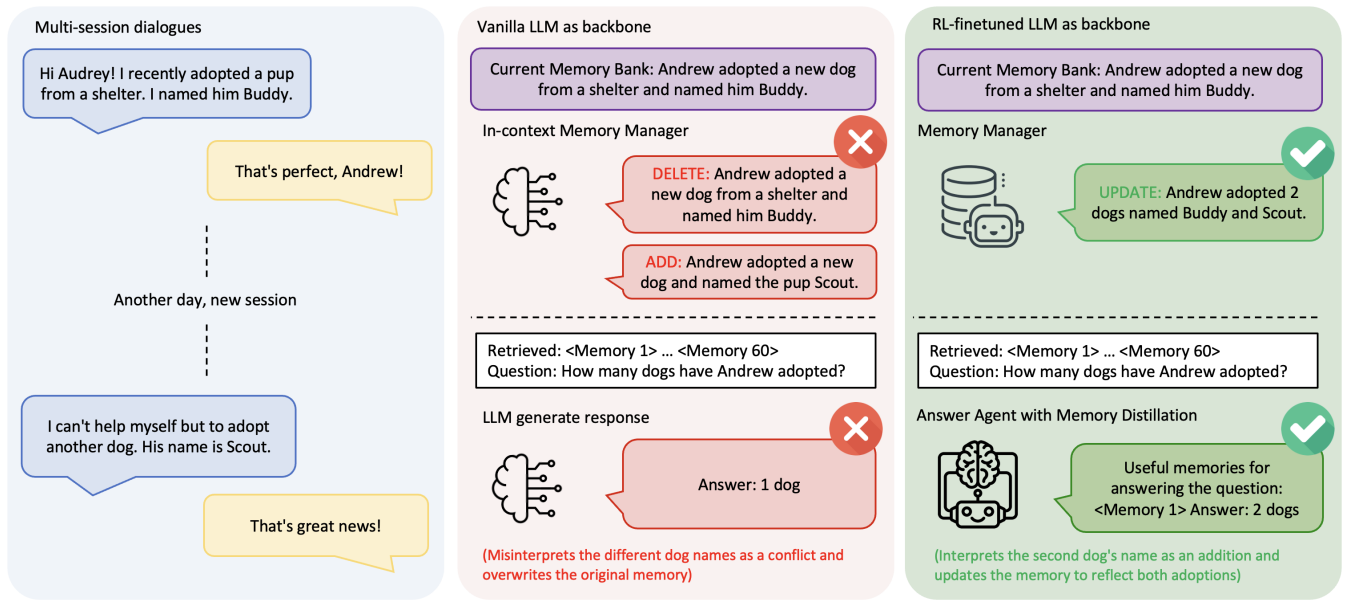 Multi-session dialogues
Hi Audrey! I recently adopted a pup
from a shelter. I named him Buddy.
That's perfect, Andrew!
Another day, new session
I can't help myself but to adopt
another dog. His name is Scout.
That's great news!
Vanilla LLM as backbone
Current Memory Bank: Andrew adopted a new dog
from a shelter and named him Buddy.
In-context Memory Manager
DELETE: Andrew adopted a
new dog from a shelter and
named him Buddy.
ADD: Andrew adopted a new
dog and named the pup Scout.
Retrieved: <Memory 1> ... <Memory 60>
Question: How many dogs have Andrew adopted?
LLM generate response
Answer: 1 dog
(Misinterprets the different dog names as a conflict and
overwrites the original memory)
RL-finetuned LLM as backbone
Current Memory Bank: Andrew adopted a new dog
from a shelter and named him Buddy.
Memory Manager
UPDATE: Andrew adopted 2
dogs named Buddy and Scout.
Retrieved: <Memory 1> ... <Memory 60>
Question: How many dogs have Andrew adopted?
Answer Agent with Memory Distillation
Useful memories for
answering the question:
<Memory 1> Answer: 2 dogs
(Interprets the second dog's name as an addition and
updates the memory to reflect both adoptions)